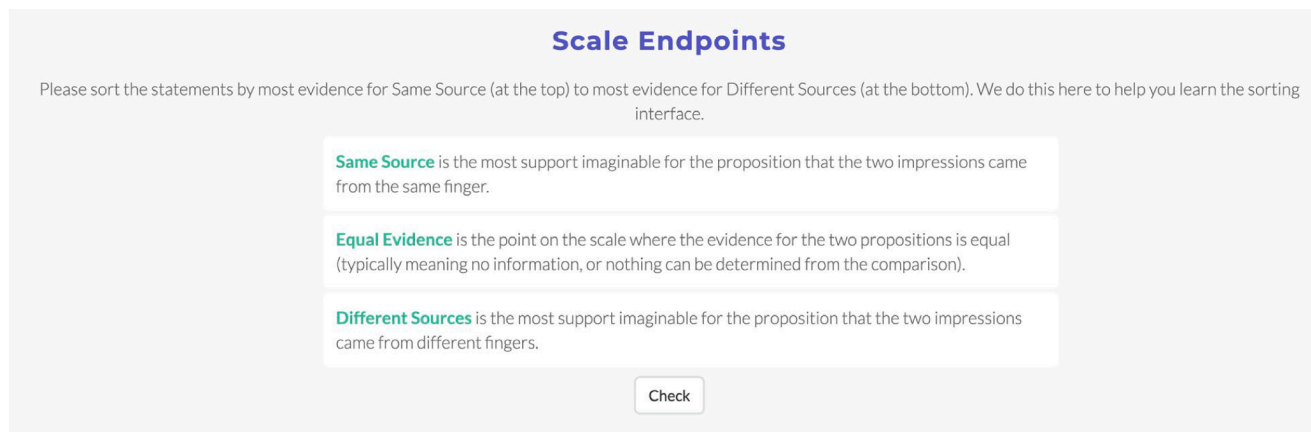 Scale Endpoints
Please sort the statements by most evidence for Same Source (at the top) to most evidence for Different Sources (at the bottom). We do this here to help you learn the sorting
interface.
Same Source is the most support imaginable for the proposition that the two impressions came
from the same finger.
Equal Evidence is the point on the scale where the evidence for the two propositions is equal
(typically meaning no information, or nothing can be determined from the comparison).
Different Sources is the most support imaginable for the proposition that the two impressions
came from different fingers.
Check